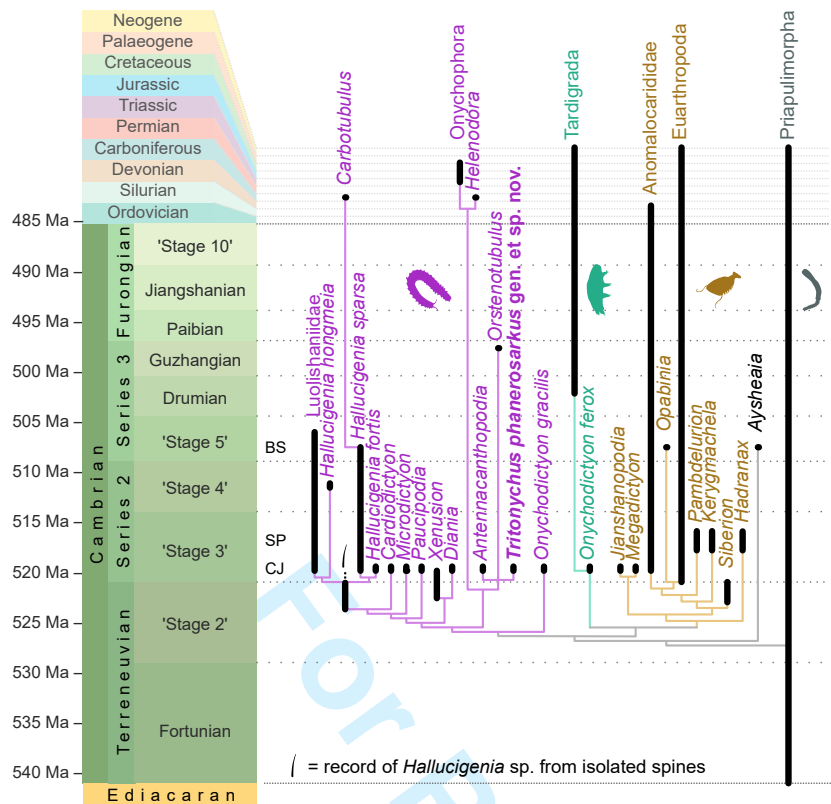 Neogene
Palaeogene
Cretaceous
Jurassic
Triassic
Permian
Carboniferous
Devonian
Silurian
Ordovician
485 Ma
490 Ma
495 Ma
500 Ma
505 Ma
510 Ma
515 Ma
520 Ma
525 Ma
530 Ma
535 Ma
540 Ma
Cambrian
Furongian
Series 3
Series 2
Terreneuvian
'Stage 10'
Jiangshanian
Paibian
Guzhangian
Drumian
'Stage 5'
'Stage 4'
'Stage 3'
'Stage 2'
Fortunian
Ediacaran
BS
SP
CJ
Luolishaniidae
Hallucigenia hongmeia
Carbotubulus
Hallucigenia sparsa
Hallucigenia fortis
Cardiodictyon
Microdictyon
Paucipodia
Xenusion
Diania
Onychophora
Helenodora
Antennacanthopodia
Orstenotubulus
Tritonychus phanerosarkus gen. et sp. nov.
Onychodictyon gracilis
Tardigrada
Onychodictyon ferox
Jianshanopodia
Megadictyon
Anomalocarididae
Opabinia
Euarthropoda
Pambdelurion
Kerygmachela
Siberion
Hadranax
Aysheaia
Priapulimorpha
= record of Hallucigenia sp. from isolated spines
For